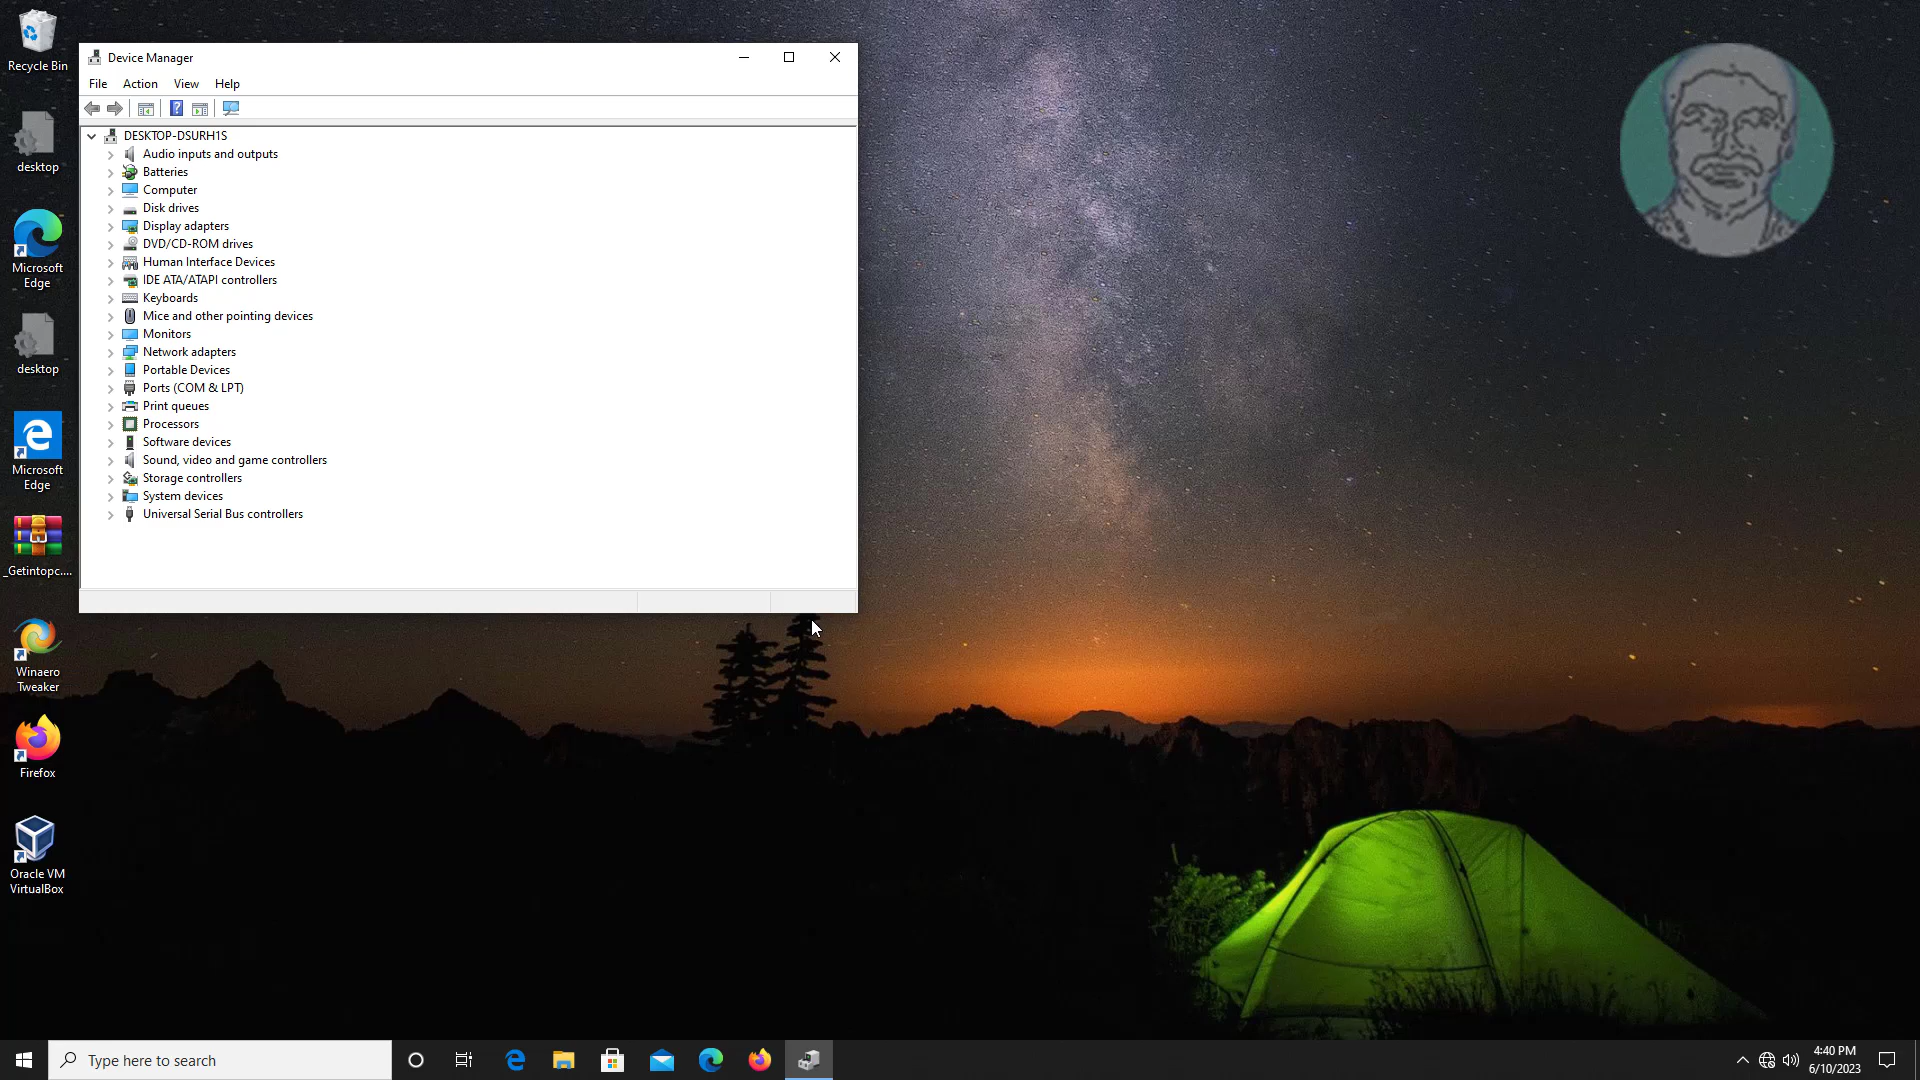 Recycle Bin
desktop
Microsoft
Edge
desktop
Microsoft
Edge
_Getintopc....
Winaero
Tweaker
Firefox
Oracle VM
VirtualBox
Device Manager
File Action View Help
DESKTOP-DSURH1S
Audio inputs and outputs
Batteries
Computer
Disk drives
Display adapters
DVD/CD-ROM drives
Human Interface Devices
IDE ATA/ATAPI controllers
Keyboards
Mice and other pointing devices
Monitors
Network adapters
Portable Devices
Ports (COM & LPT)
Print queues
Processors
Software devices
Sound, video and game controllers
Storage controllers
System devices
Universal Serial Bus controllers
Type here to search
4:40 PM
6/10/2023